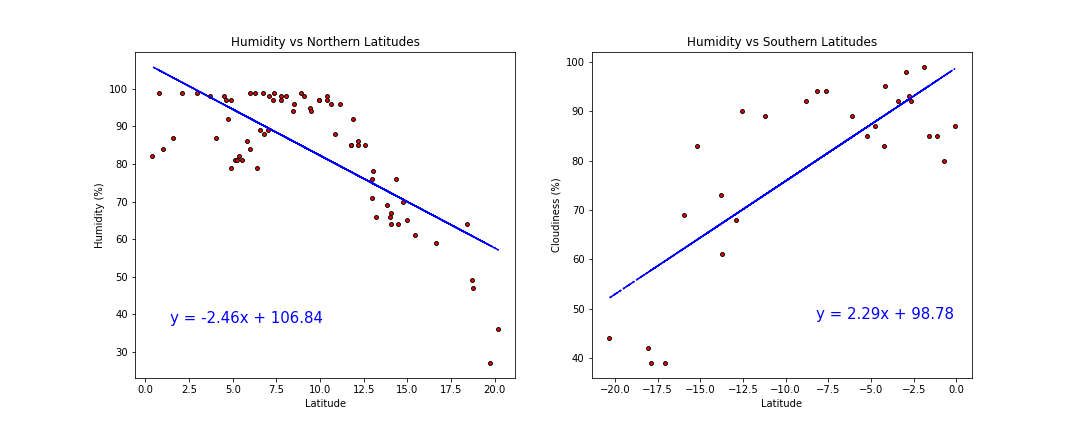 Humidity vs Northern Latitudes
Humidity (%)
100
90
80
70
60
50
40
30
y = -2.46x + 106.84
0.0 2.5 5.0 7.5 10.0 12.5 15.0 17.5 20.0
Latitude
Humidity vs Southern Latitudes
Cloudiness (%)
100
90
80
70
60
50
40
y = 2.29x + 98.78
−20.0 −17.5 −15.0 −12.5 −10.0 −7.5 −5.0 −2.5 0.0
Latitude